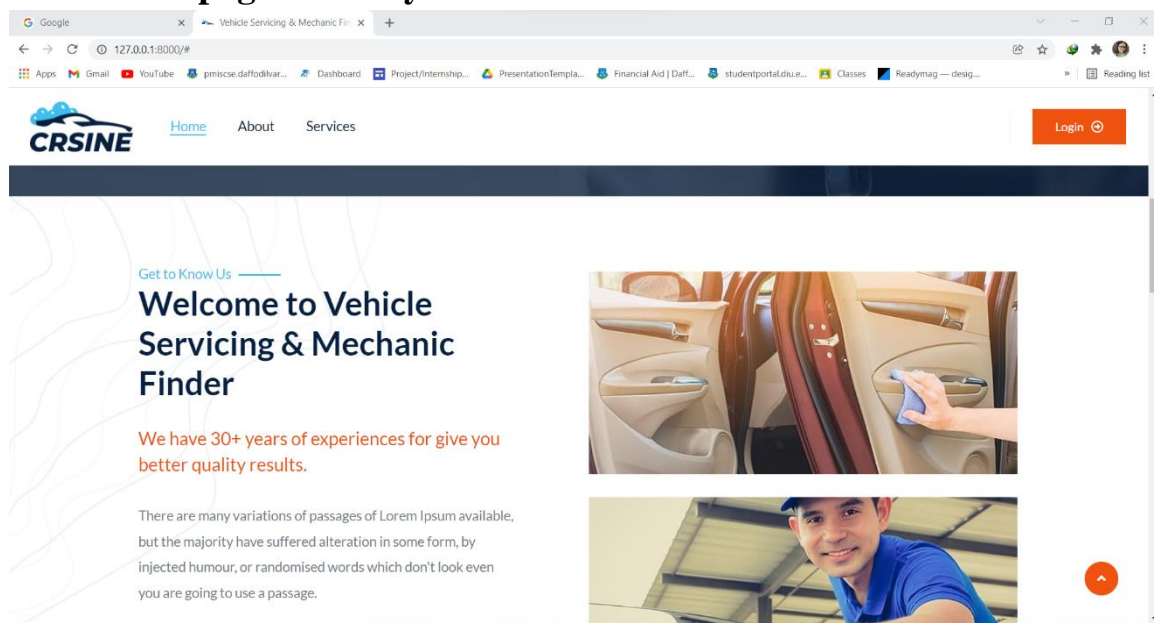 Google
Vehicle Servicing & Mechanic Fin
127.0.0.1:8000/#
Apps Gmail YouTube pmiscse.daffodilvar... Dashboard Project/Internship... PresentationTempla... Financial Aid | Daff... studentportal.diu.e... Classes Readymag — desig... » Reading list
CRSINE
Home About Services
Login
Get to Know Us
Welcome to Vehicle
Servicing & Mechanic
Finder
We have 30+ years of experiences for give you
better quality results.
There are many variations of passages of Lorem Ipsum available,
but the majority have suffered alteration in some form, by
injected humour, or randomised words which don't look even
you are going to use a passage.